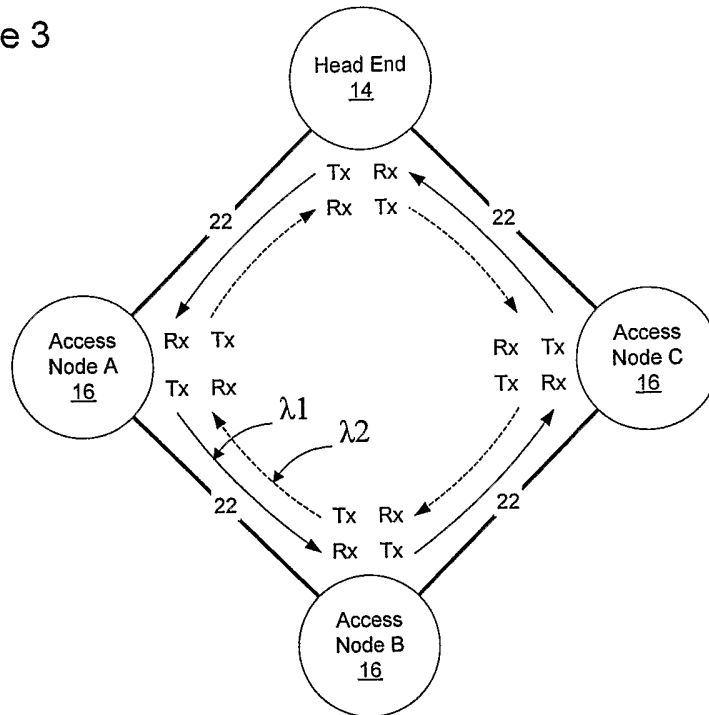 e 3
Head End
14
Tx Rx
Rx Tx
22
22
Access
Node A
16
Rx Tx
Tx Rx
Rx Tx
Tx Rx
Access
Node C
16
λ1
λ2
22
22
Tx Rx
Rx Tx
Access
Node B
16